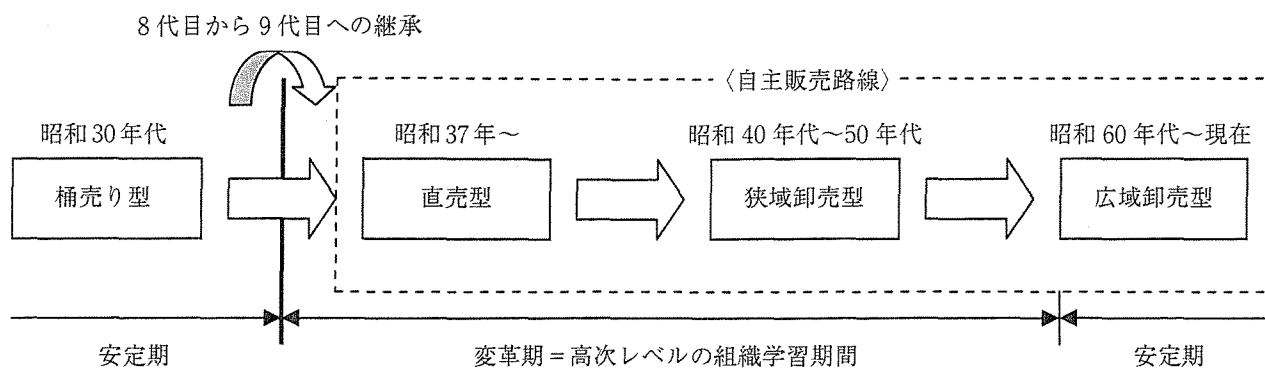 8代目から9代目への継承
〈自主販売路線〉
昭和30年代
昭和37年～
昭和40年代～50年代
昭和60年代～現在
桶売り型
直売型
狭域卸売型
広域卸売型
安定期
変革期＝高次レベルの組織学習期間
安定期